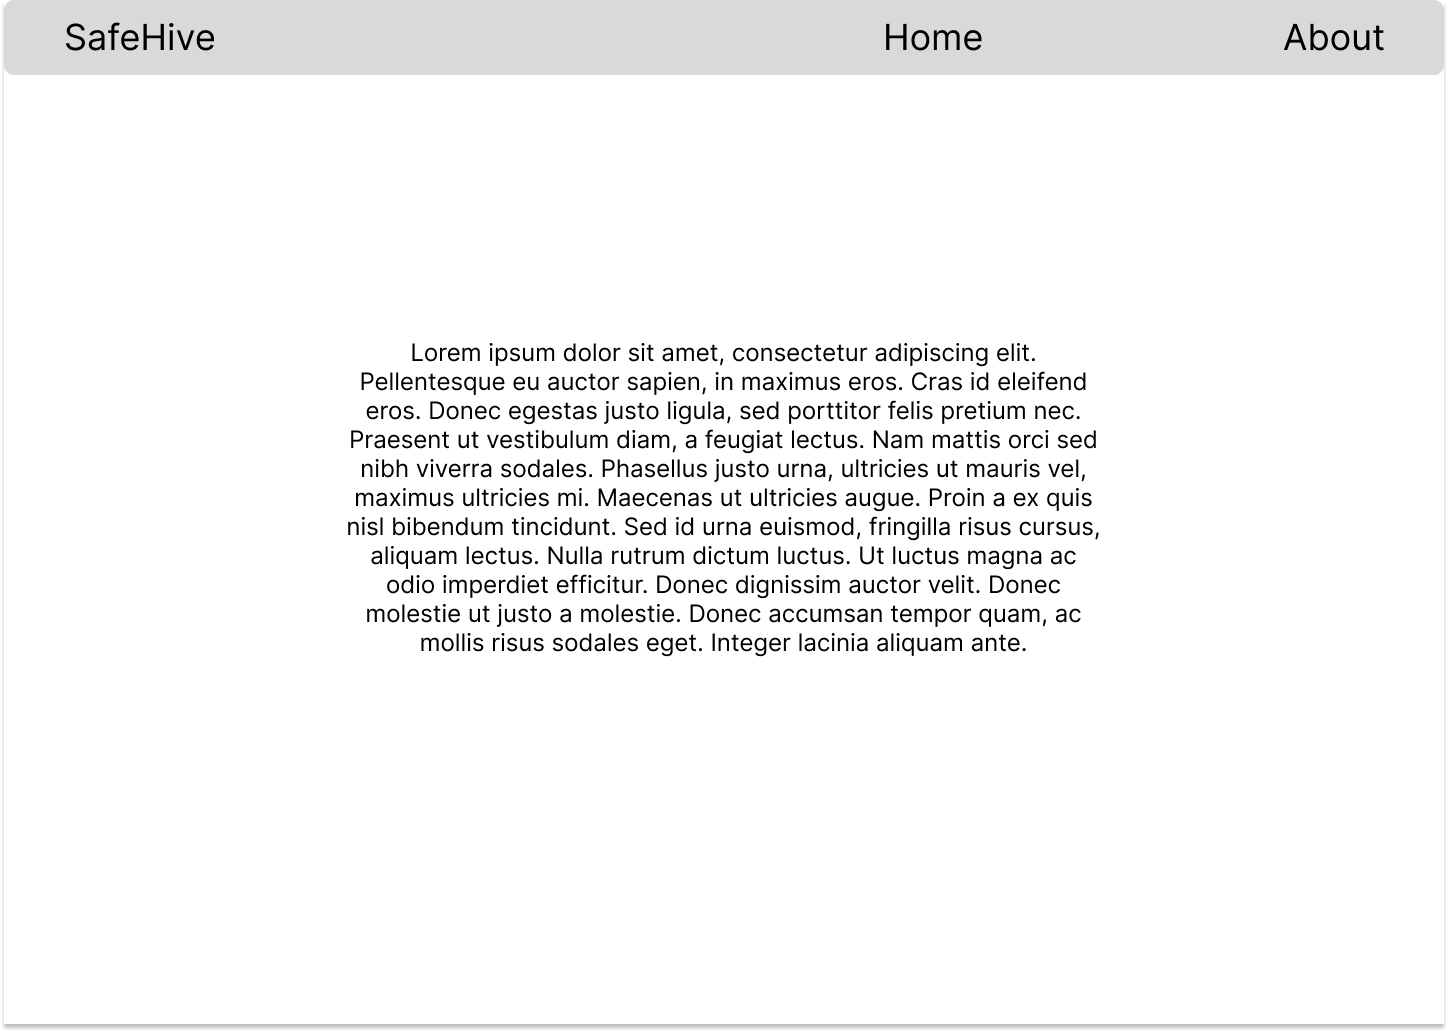 SafeHive Home About
Lorem ipsum dolor sit amet, consectetur adipiscing elit.
Pellentesque eu auctor sapien, in maximus eros. Cras id eleifend
eros. Donec egestas justo ligula, sed porttitor felis pretium nec.
Praesent ut vestibulum diam, a feugiat lectus. Nam mattis orci sed
nibh viverra sodales. Phasellus justo urna, ultricies ut mauris vel,
maximus ultricies mi. Maecenas ut ultricies augue. Proin a ex quis
nisl bibendum tincidunt. Sed id urna euismod, fringilla risus cursus,
aliquam lectus. Nulla rutrum dictum luctus. Ut luctus magna ac
odio imperdiet efficitur. Donec dignissim auctor velit. Donec
molestie ut justo a molestie. Donec accumsan tempor quam, ac
mollis risus sodales eget. Integer lacinia aliquam ante.